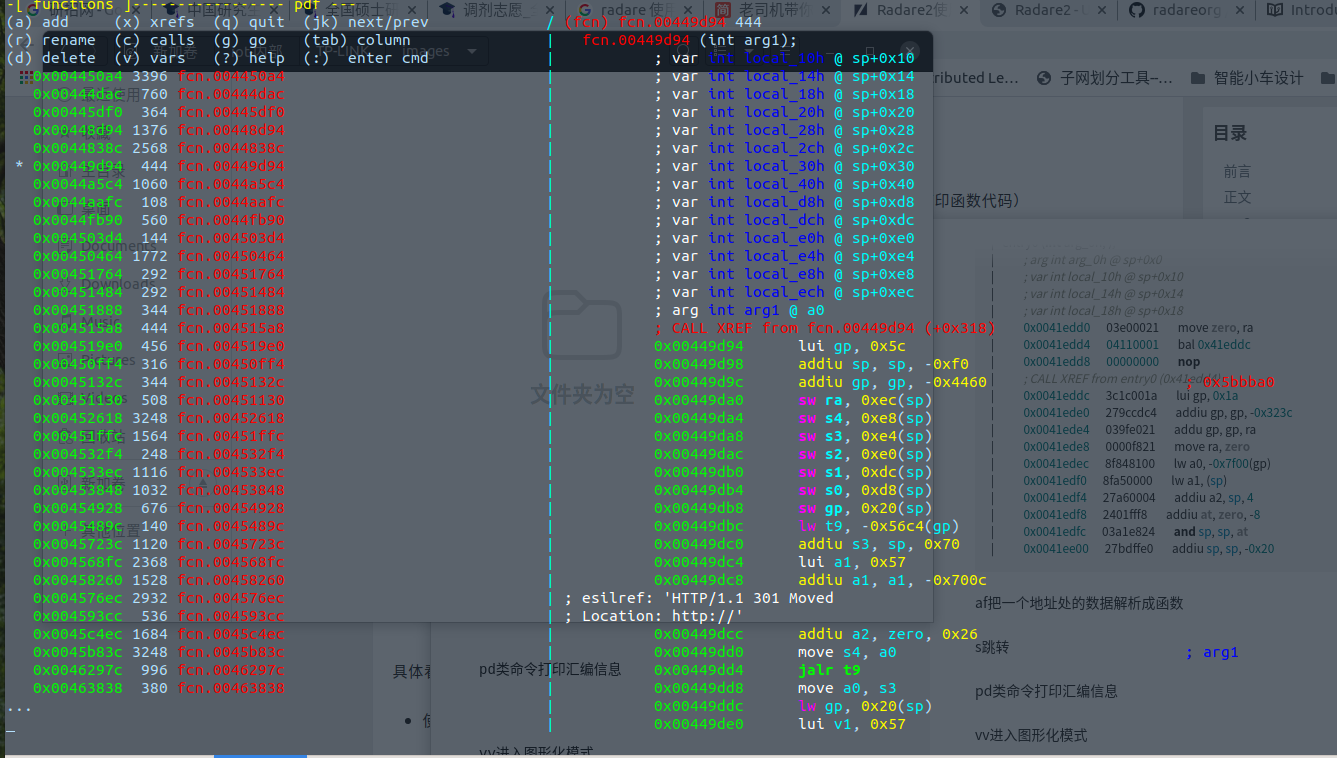 -[ functions ]----------------- pdf ---
(a) add     (x) xrefs  (q) quit  (jk) next/prev
(r) rename  (c) calls  (g) go    (tab) column
(d) delete  (v) vars   (?) help  (:)  enter cmd
0x004450a4 3396 fcn.004450a4
0x00444dac  760 fcn.00444dac
0x00445df0  364 fcn.00445df0
0x00448d94 1376 fcn.00448d94
0x0044838c 2568 fcn.0044838c
* 0x00449d94  444 fcn.00449d94
0x0044a5c4 1060 fcn.0044a5c4
0x0044aafc  108 fcn.0044aafc
0x0044fb90  560 fcn.0044fb90
0x004503d4  144 fcn.004503d4
0x00450464 1772 fcn.00450464
0x00451764  292 fcn.00451764
0x00451484  292 fcn.00451484
0x00451888  344 fcn.00451888
0x004515a8  444 fcn.004515a8
0x004519e0  456 fcn.004519e0
0x00450ff4  316 fcn.00450ff4
0x0045132c  344 fcn.0045132c
0x00451130  508 fcn.00451130
0x00452618 3248 fcn.00452618
0x00451ffc 1564 fcn.00451ffc
0x004532f4  248 fcn.004532f4
0x004533ec 1116 fcn.004533ec
0x00453848 1032 fcn.00453848
0x00454928  676 fcn.00454928
0x0045489c  140 fcn.0045489c
0x0045723c 1120 fcn.0045723c
0x004568fc 2368 fcn.004568fc
0x00458260 1528 fcn.00458260
0x004576ec 2932 fcn.004576ec
0x004593cc  536 fcn.004593cc
0x0045c4ec 1684 fcn.0045c4ec
0x0045b83c 3248 fcn.0045b83c
0x0046297c  996 fcn.0046297c
0x00463838  380 fcn.00463838
...
/ (fcn) fcn.00449d94 444
|   fcn.00449d94 (int arg1);
| ; var int local_10h @ sp+0x10
| ; var int local_14h @ sp+0x14
| ; var int local_18h @ sp+0x18
| ; var int local_20h @ sp+0x20
| ; var int local_28h @ sp+0x28
| ; var int local_2ch @ sp+0x2c
| ; var int local_30h @ sp+0x30
| ; var int local_40h @ sp+0x40
| ; var int local_d8h @ sp+0xd8
| ; var int local_dch @ sp+0xdc
| ; var int local_e0h @ sp+0xe0
| ; var int local_e4h @ sp+0xe4
| ; var int local_e8h @ sp+0xe8
| ; var int local_ech @ sp+0xec
| ; arg int arg1 @ a0
| ; CALL XREF from fcn.00449d94 (+0x318)
| 0x00449d94 lui gp, 0x5c
| 0x00449d98 addiu sp, sp, -0xf0
| 0x00449d9c addiu gp, gp, -0x4460 ; 0x5bbba0
| 0x00449da0 sw ra, 0xec(sp)
| 0x00449da4 sw s4, 0xe8(sp)
| 0x00449da8 sw s3, 0xe4(sp)
| 0x00449dac sw s2, 0xe0(sp)
| 0x00449db0 sw s1, 0xdc(sp)
| 0x00449db4 sw s0, 0xd8(sp)
| 0x00449db8 sw gp, 0x20(sp)
| 0x00449dbc lw t9, -0x56c4(gp)
| 0x00449dc0 addiu s3, sp, 0x70
| 0x00449dc4 lui a1, 0x57
| 0x00449dc8 addiu a1, a1, -0x700c
| ; esilref: 'HTTP/1.1 301 Moved
| ; Location: http://'
| 0x00449dcc addiu a2, zero, 0x26
| 0x00449dd0 move s4, a0 ; arg1
| 0x00449dd4 jalr t9
| 0x00449dd8 move a0, s3
| 0x00449ddc lw gp, 0x20(sp)
| 0x00449de0 lui v1, 0x57
radare 使用
老司机带
Radare2使
Radare2 - U
radareorg
Introdu
ributed Le…
子网划分工具–…
智能小车设计
目录
前言
正文
印函数代码）
文件夹为空
; arg int arg_0h @ sp+0x0
; var int local_10h @ sp+0x10
; var int local_14h @ sp+0x14
; var int local_18h @ sp+0x18
0x0041edd0 03e00021 move zero, ra
0x0041edd4 04110001 bal 0x41eddc
0x0041edd8 00000000 nop
; CALL XREF from entry0 (0x41edd4)
0x0041eddc 3c1c001a lui gp, 0x1a
0x0041ede0 279ccdc4 addiu gp, gp, -0x323c
0x0041ede4 039fe021 addu gp, gp, ra
0x0041ede8 0000f821 move ra, zero
0x0041edec 8f848100 lw a0, -0x7f00(gp)
0x0041edf0 8fa50000 lw a1, (sp)
0x0041edf4 27a60004 addiu a2, sp, 4
0x0041edf8 2401fff8 addiu at, zero, -8
0x0041edfc 03a1e824 and sp, sp, at
0x0041ee00 27bdffe0 addiu sp, sp, -0x20
af把一个地址处的数据解析成函数
s跳转
pd类命令打印汇编信息
vv进入图形化模式
具体看
pd类命令打印汇编信息
vv进入图形化模式